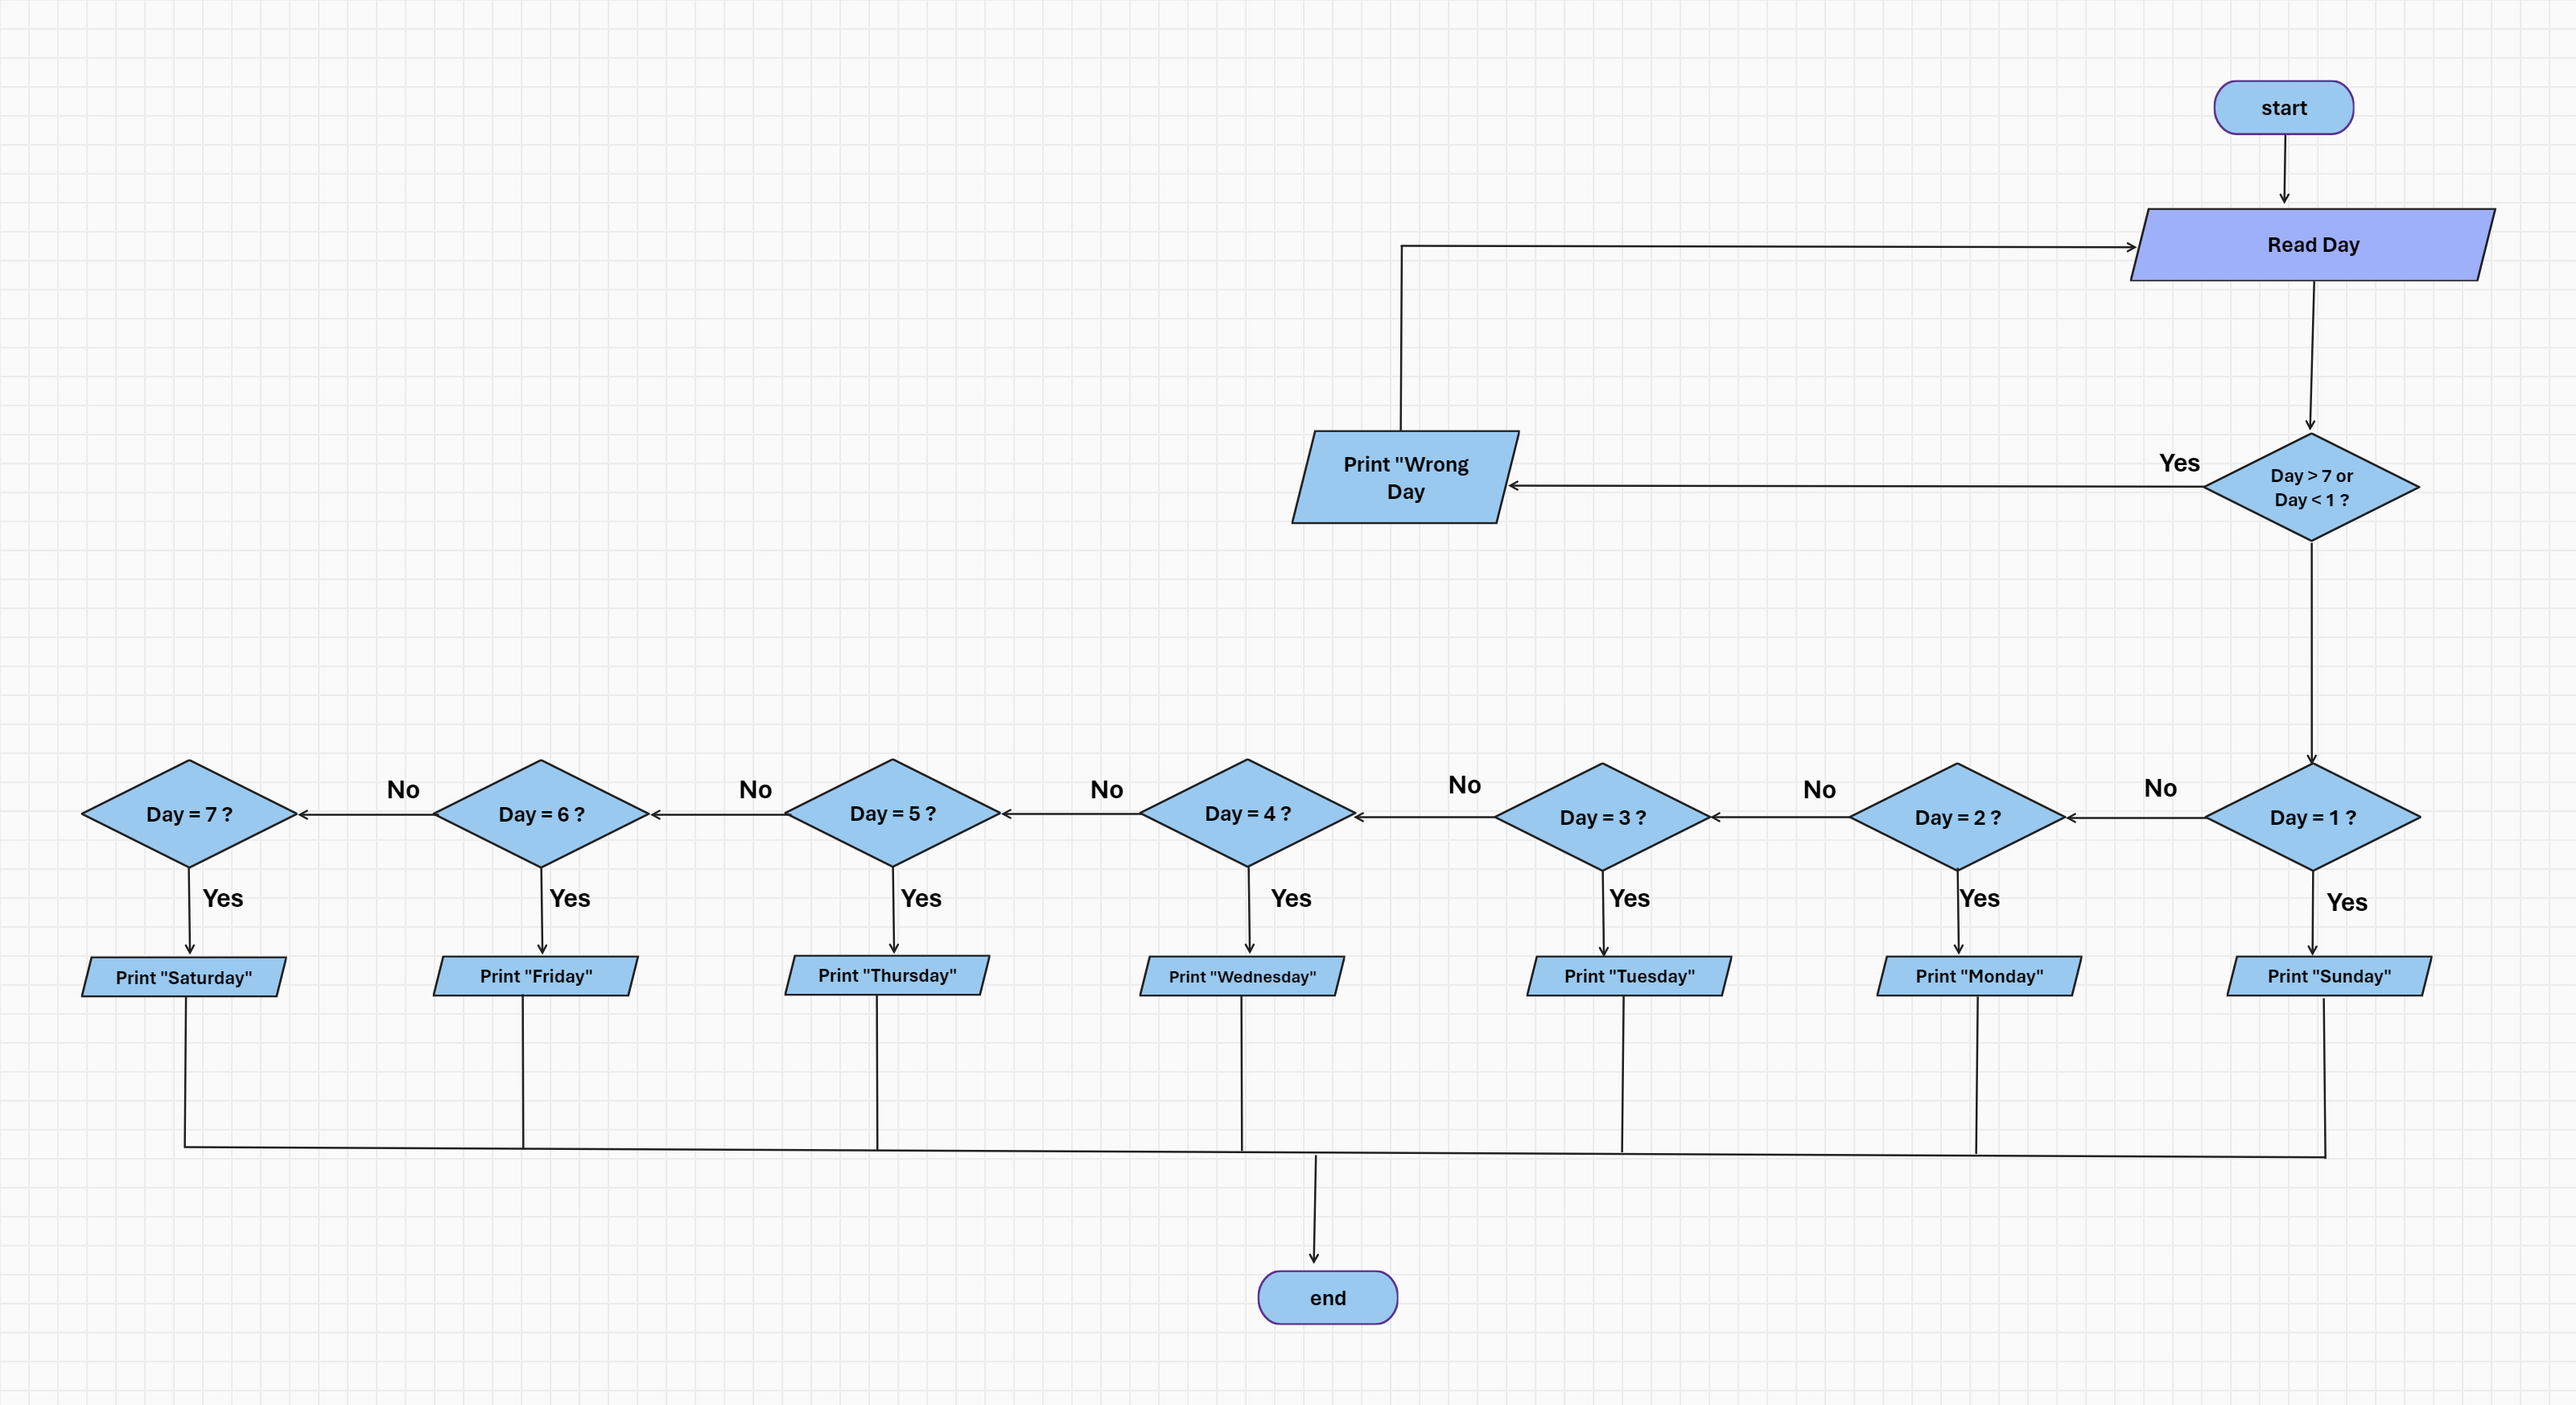 start
Read Day
Yes
Day > 7 or
Day < 1 ?
Print "Wrong
Day
Day = 7 ?
No
Day = 6 ?
No
Day = 5 ?
No
Day = 4 ?
No
Day = 3 ?
No
Day = 2 ?
No
Day = 1 ?
Yes
Yes
Yes
Yes
Yes
Yes
Yes
Print "Saturday"
Print "Friday"
Print "Thursday"
Print "Wednesday"
Print "Tuesday"
Print "Monday"
Print "Sunday"
end